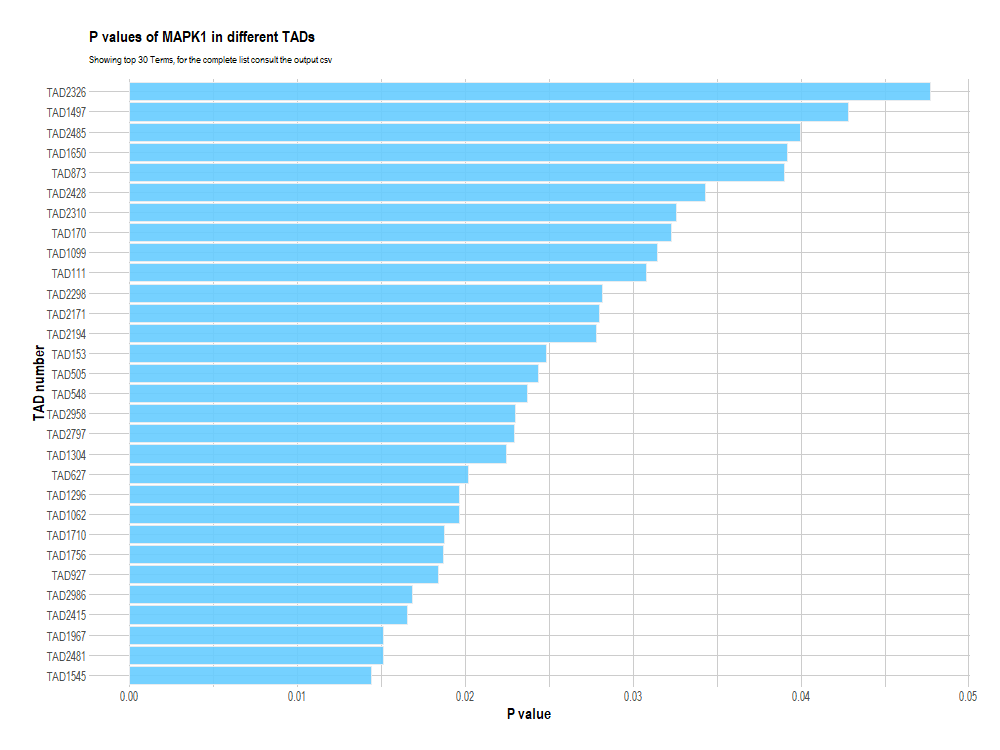 P values of MAPK1 in different TADs
Showing top 30 Terms, for the complete list consult the output csv
TAD2326
TAD1497
TAD2485
TAD1650
TAD873
TAD2428
TAD2310
TAD170
TAD1099
TAD111
TAD2298
TAD2171
TAD2194
TAD153
TAD505
TAD548
TAD2958
TAD2797
TAD1304
TAD627
TAD1296
TAD1062
TAD1710
TAD1756
TAD927
TAD2986
TAD2415
TAD1967
TAD2481
TAD1545
TAD number
0.00 0.01 0.02 0.03 0.04 0.05
P value